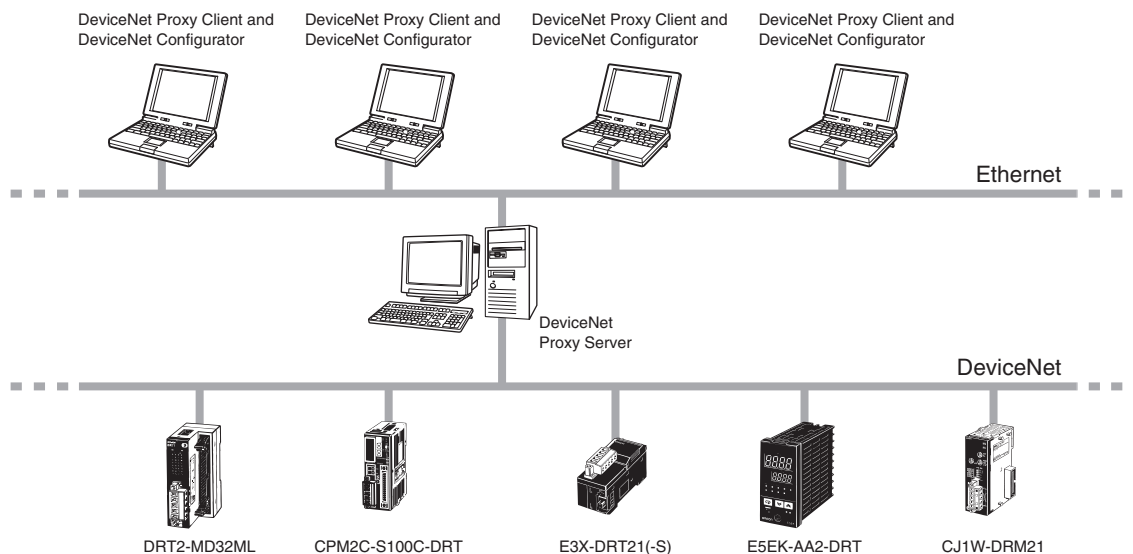 DeviceNet Proxy Client and
DeviceNet Configurator
DeviceNet Proxy Client and
DeviceNet Configurator
DeviceNet Proxy Client and
DeviceNet Configurator
DeviceNet Proxy Client and
DeviceNet Configurator
Ethernet
DeviceNet
Proxy Server
DeviceNet
DRT2-MD32ML
CPM2C-S100C-DRT
E3X-DRT21(-S)
E5EK-AA2-DRT
CJ1W-DRM21